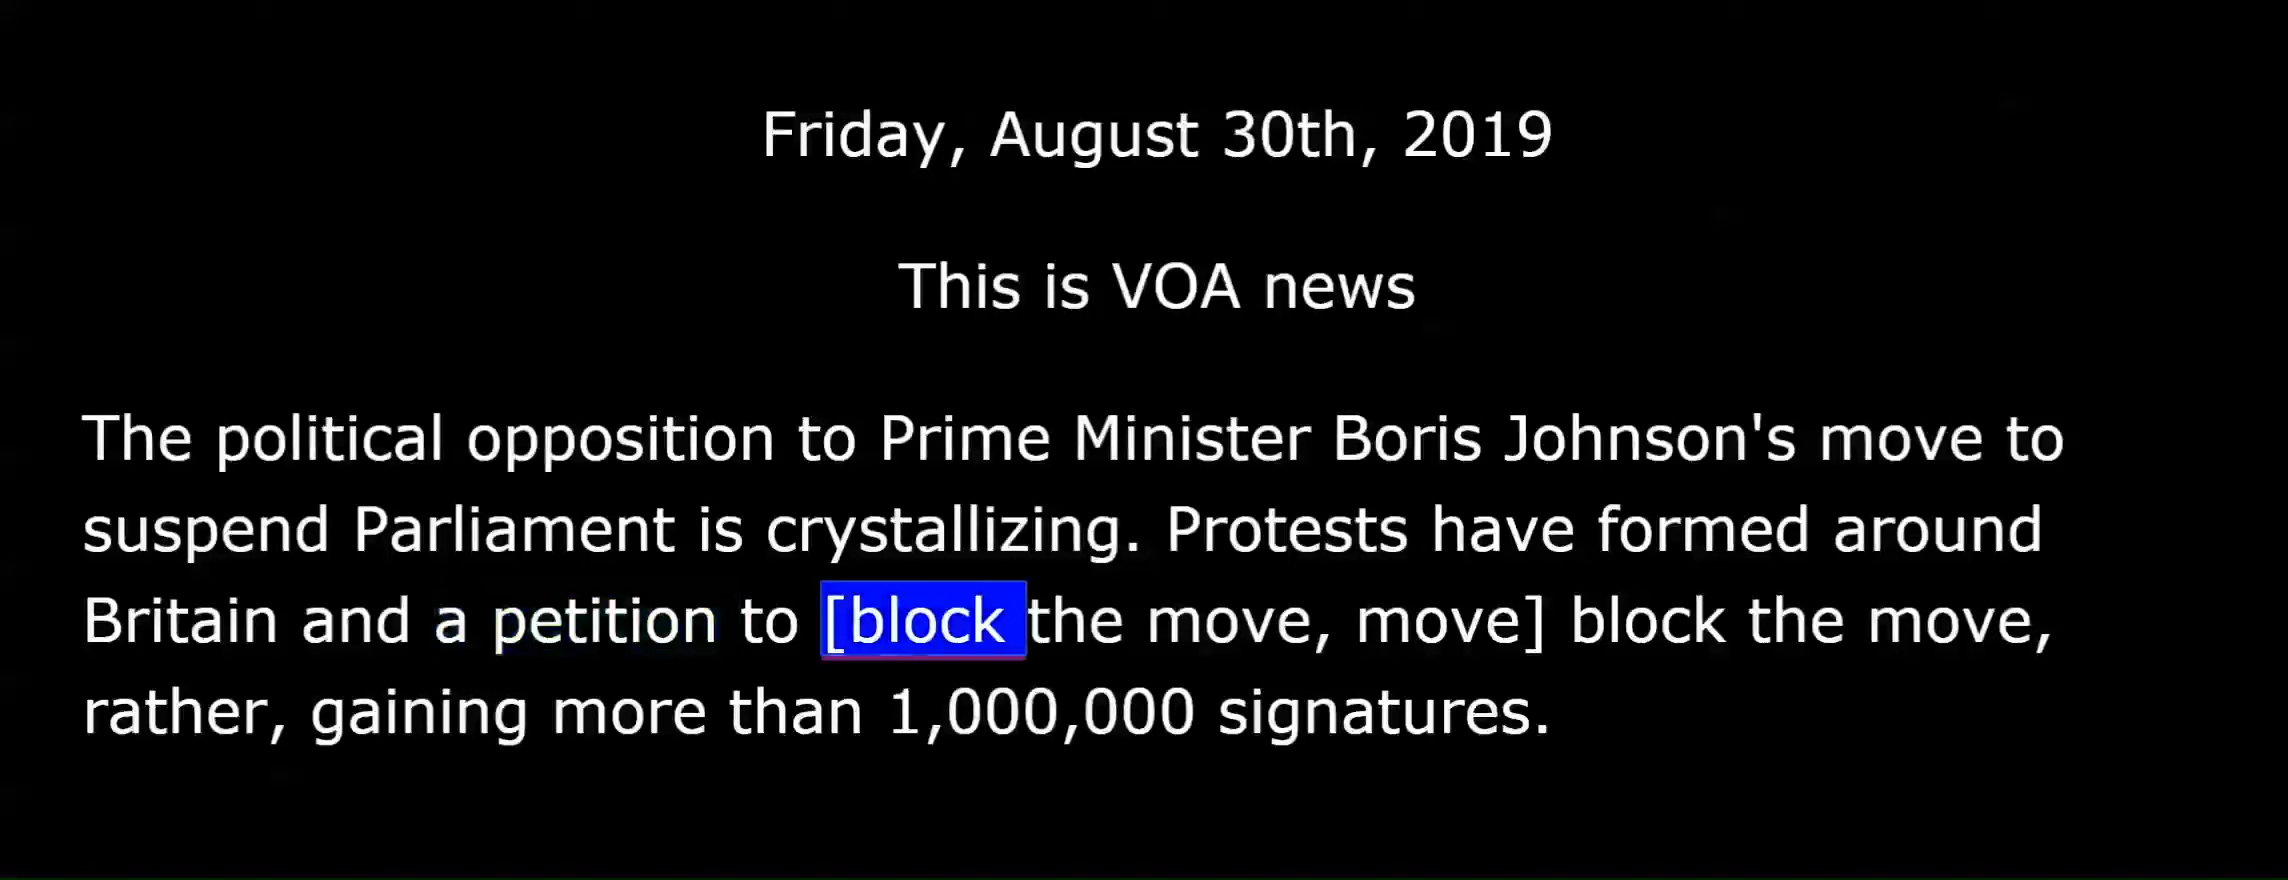 Friday, August 30th, 2019
This is VOA news
The political opposition to Prime Minister Boris Johnson's move to
suspend Parliament is crystallizing. Protests have formed around
Britain and a petition to [block the move, move] block the move,
rather, gaining more than 1,000,000 signatures.